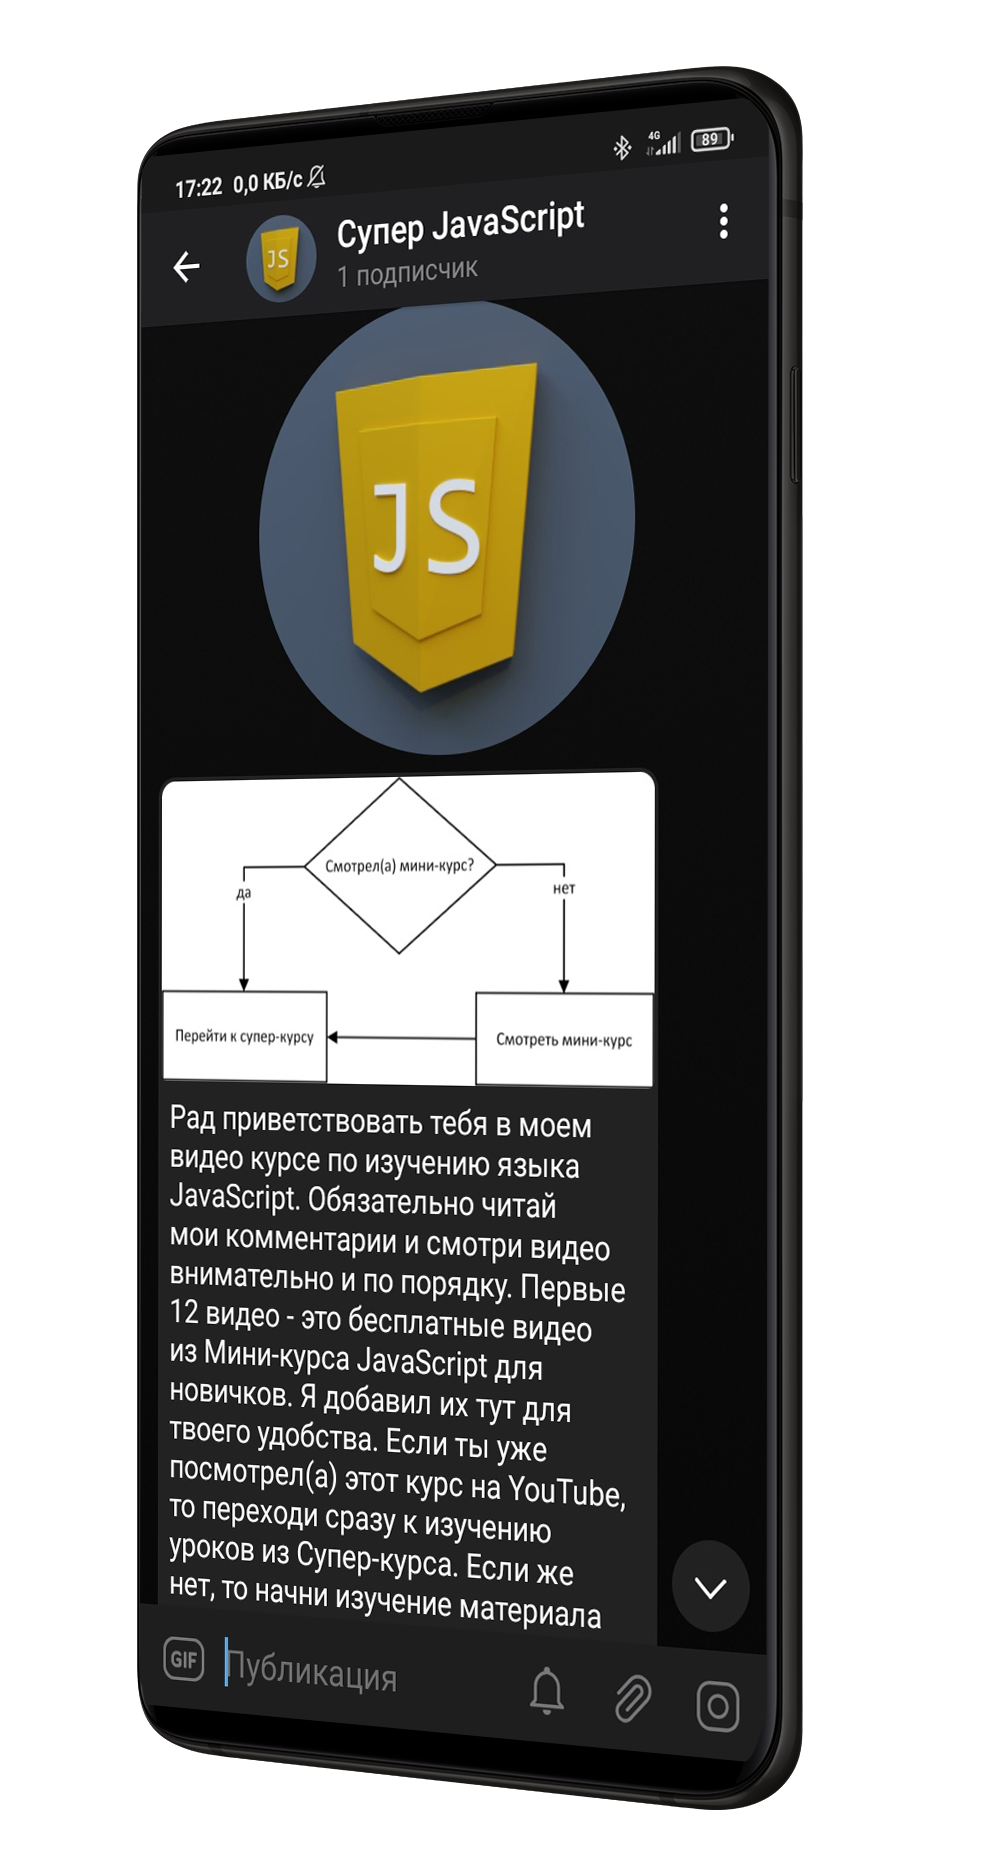 17:22 0,0 КБ/с
4G
89
JS
Супер JavaScript
1 подписчик
JS
Смотрел(а) мини-курс?
да
нет
Перейти к супер-курсу
Смотреть мини-курс
Рад приветствовать тебя в моем
видео курсе по изучению языка
JavaScript. Обязательно читай
мои комментарии и смотри видео
внимательно и по порядку. Первые
12 видео - это бесплатные видео
из Мини-курса JavaScript для
новичков. Я добавил их тут для
твоего удобства. Если ты уже
посмотрел(а) этот курс на YouTube,
то переходи сразу к изучению
уроков из Супер-курса. Если же
нет, то начни изучение материала
GIF
Публикация